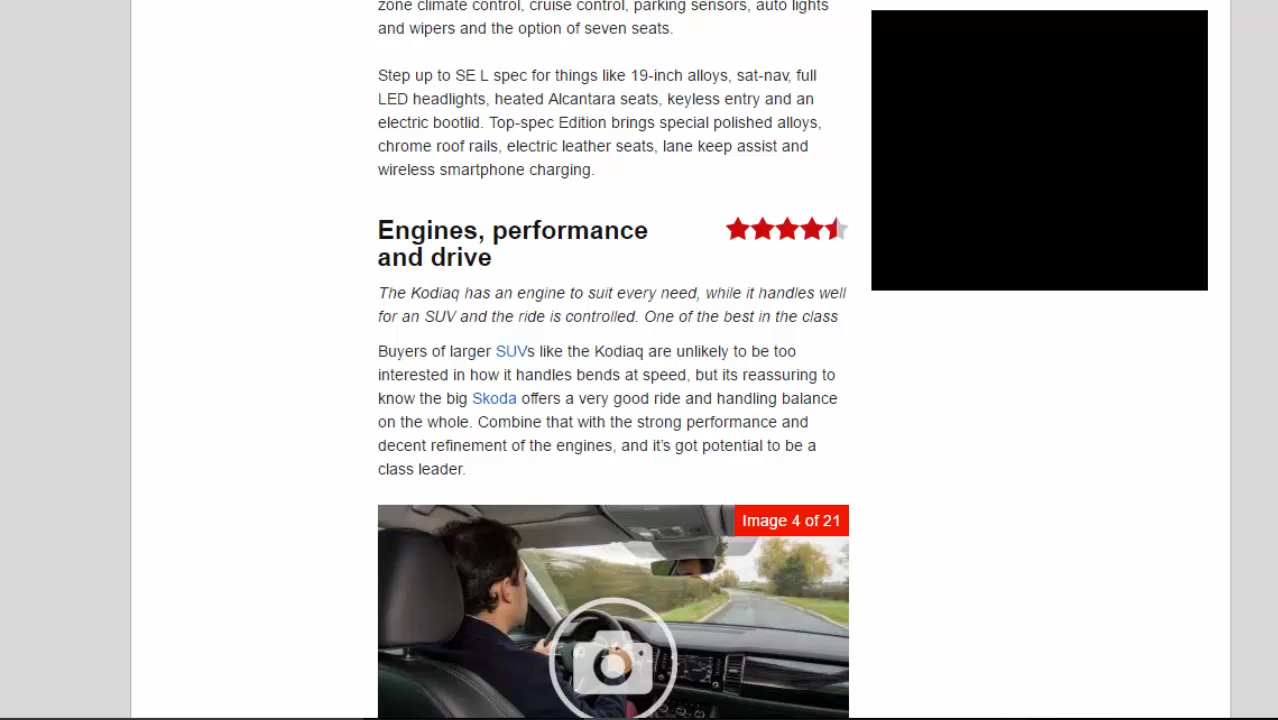 zone climate control, cruise control, parking sensors, auto lights
and wipers and the option of seven seats.
Step up to SE L spec for things like 19-inch alloys, sat-nav, full
LED headlights, heated Alcantara seats, keyless entry and an
electric bootlid. Top-spec Edition brings special polished alloys,
chrome roof rails, electric leather seats, lane keep assist and
wireless smartphone charging.
Engines, performance
and drive
The Kodiaq has an engine to suit every need, while it handles well
for an SUV and the ride is controlled. One of the best in the class
Buyers of larger SUVs like the Kodiaq are unlikely to be too
interested in how it handles bends at speed, but its reassuring to
know the big Skoda offers a very good ride and handling balance
on the whole. Combine that with the strong performance and
decent refinement of the engines, and it's got potential to be a
class leader.
Image 4 of 21